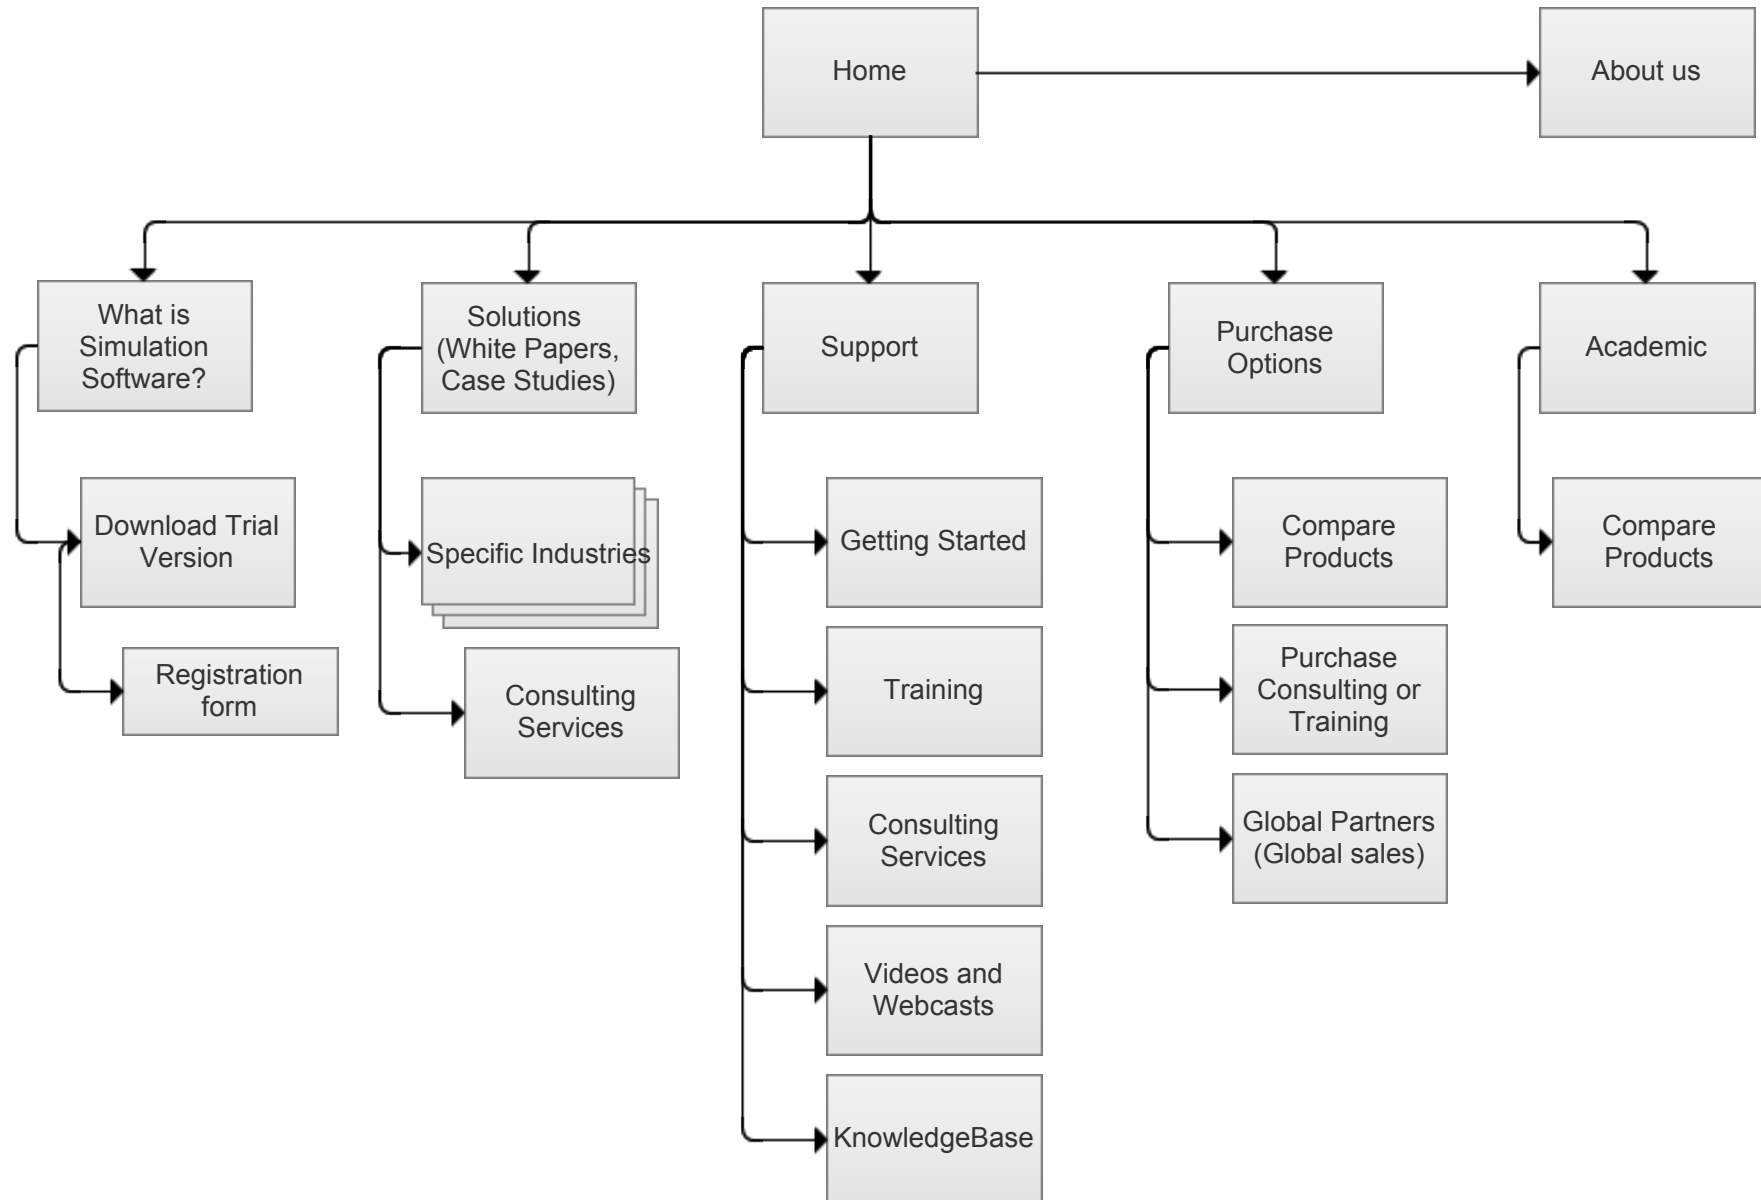 Home
About us
What is
Simulation
Software?
Solutions
(White Papers,
Case Studies)
Support
Purchase
Options
Academic
Download Trial
Version
Registration
form
Specific Industries
Consulting
Services
Getting Started
Training
Consulting
Services
Videos and
Webcasts
KnowledgeBase
Compare
Products
Purchase
Consulting or
Training
Global Partners
(Global sales)
Compare
Products